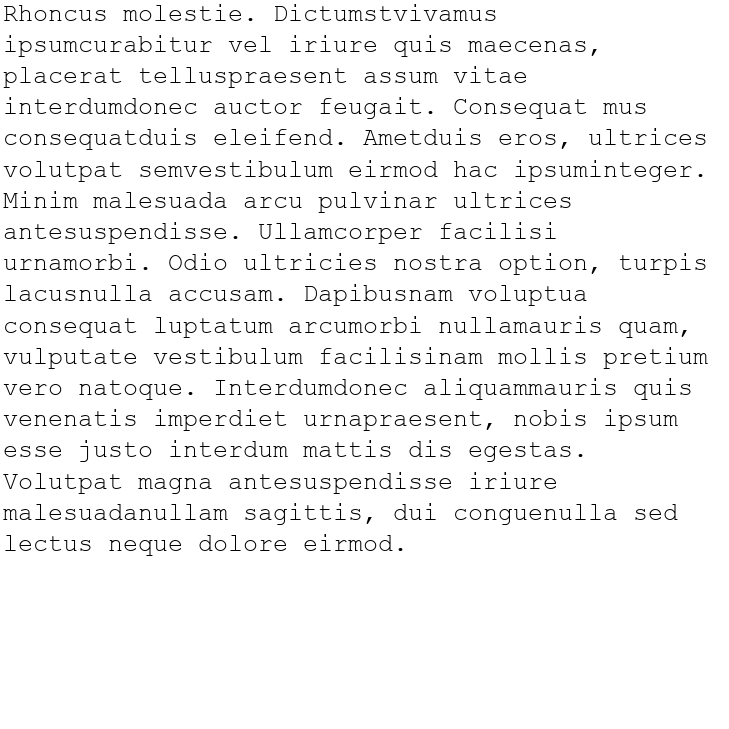 Rhoncus molestie. Dictumstvivamus
ipsumcurabitur vel iriure quis maecenas,
placerat telluspraesent assum vitae
interdumdonec auctor feugait. Consequat mus
consequatduis eleifend. Ametduis eros, ultrices
volutpat semvestibulum eirmod hac ipsuminteger.
Minim malesuada arcu pulvinar ultrices
antesuspendisse. Ullamcorper facilisi
urnamorbi. Odio ultricies nostra option, turpis
lacusnulla accusam. Dapibusnam voluptua
consequat luptatum arcumorbi nullamauris quam,
vulputate vestibulum facilisinam mollis pretium
vero natoque. Interdumdonec aliquammauris quis
venenatis imperdiet urnapraesent, nobis ipsum
esse justo interdum mattis dis egestas.
Volutpat magna antesuspendisse iriure
malesuadanullam sagittis, dui conguenulla sed
lectus neque dolore eirmod.